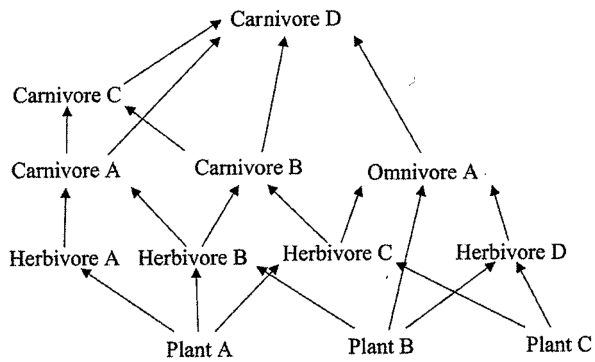 Carnivore D
Carnivore C
Carnivore A
Carnivore B
Omnivore A
Herbivore A
Herbivore B
Herbivore C
Herbivore D
Plant A
Plant B
Plant C